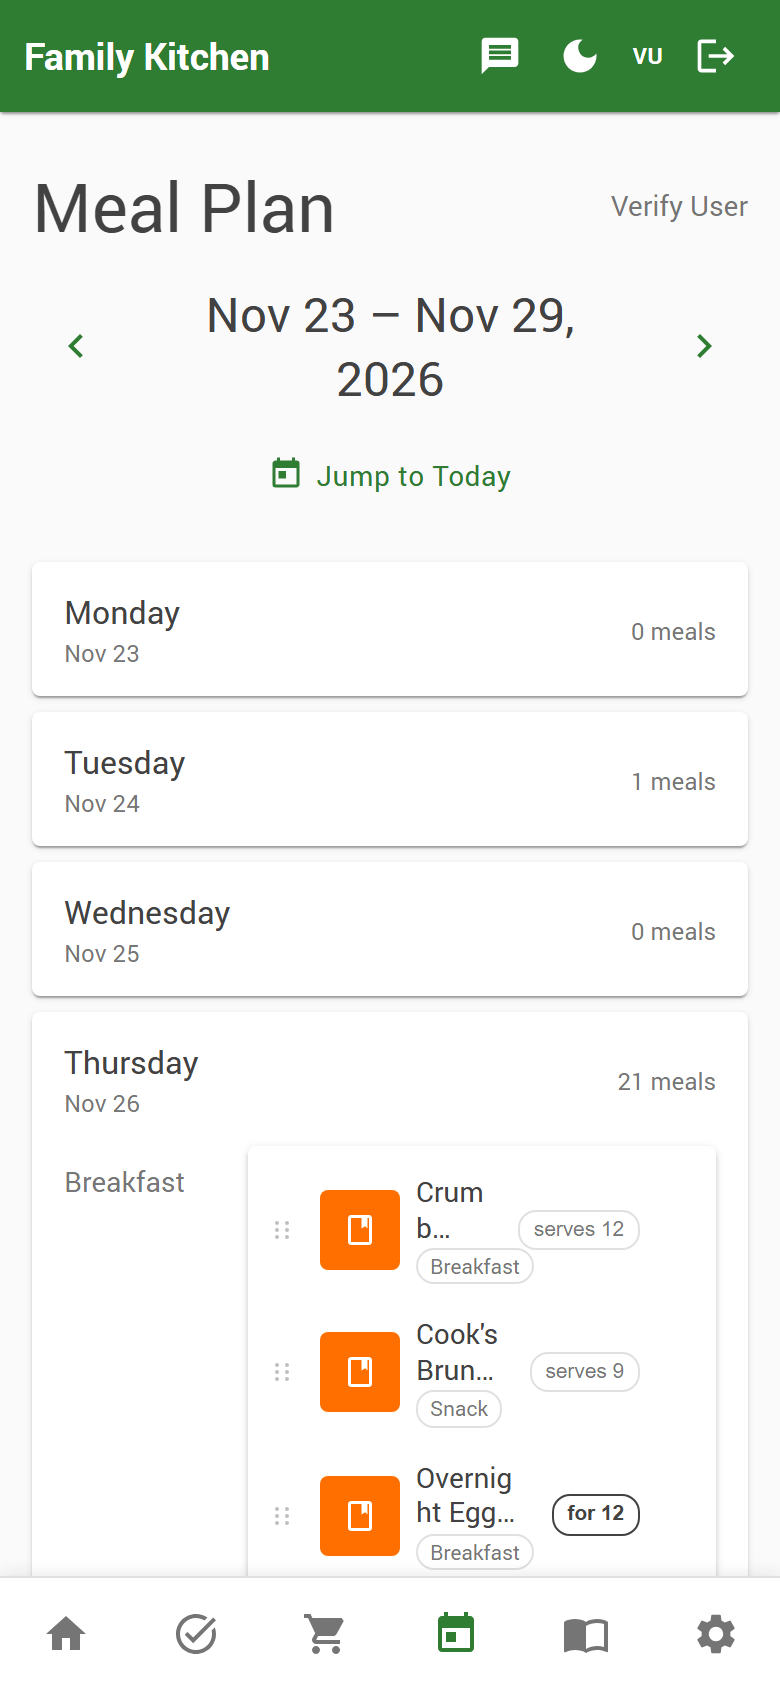 Family Kitchen
VU
Meal Plan
Verify User
Nov 23 – Nov 29,
2026
Jump to Today
Monday
Nov 23
0 meals
Tuesday
Nov 24
1 meals
Wednesday
Nov 25
0 meals
Thursday
Nov 26
21 meals
Breakfast
Crum
b…
serves 12
Breakfast
Cook’s
Brun…
serves 9
Snack
Overnig
ht Egg…
for 12
Breakfast